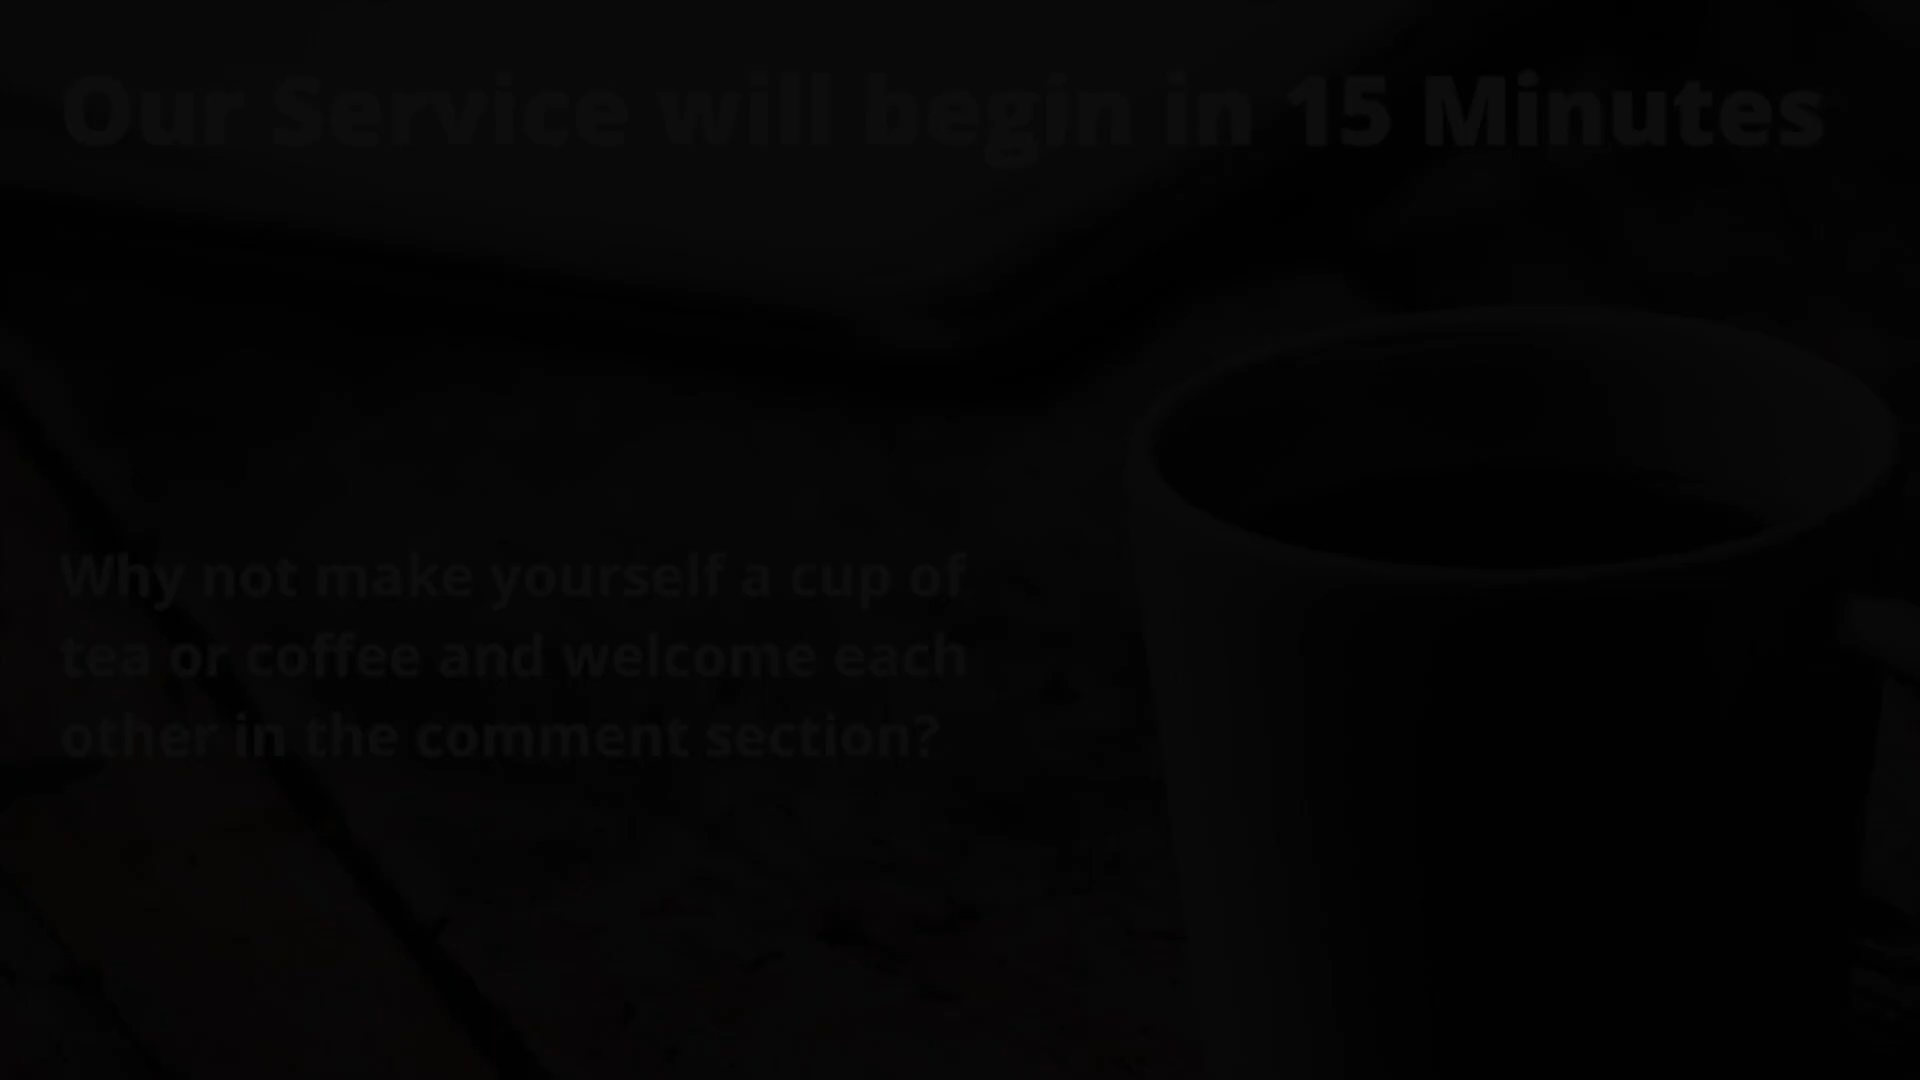 Our Service will begin in 15 Minutes
Why not make yourself a cup of
tea or coffee and welcome each
other in the comment section?